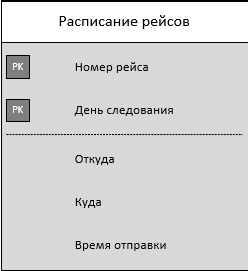 Расписание рейсов
PK Номер рейса
PK День следования
Откуда
Куда
Время отправки